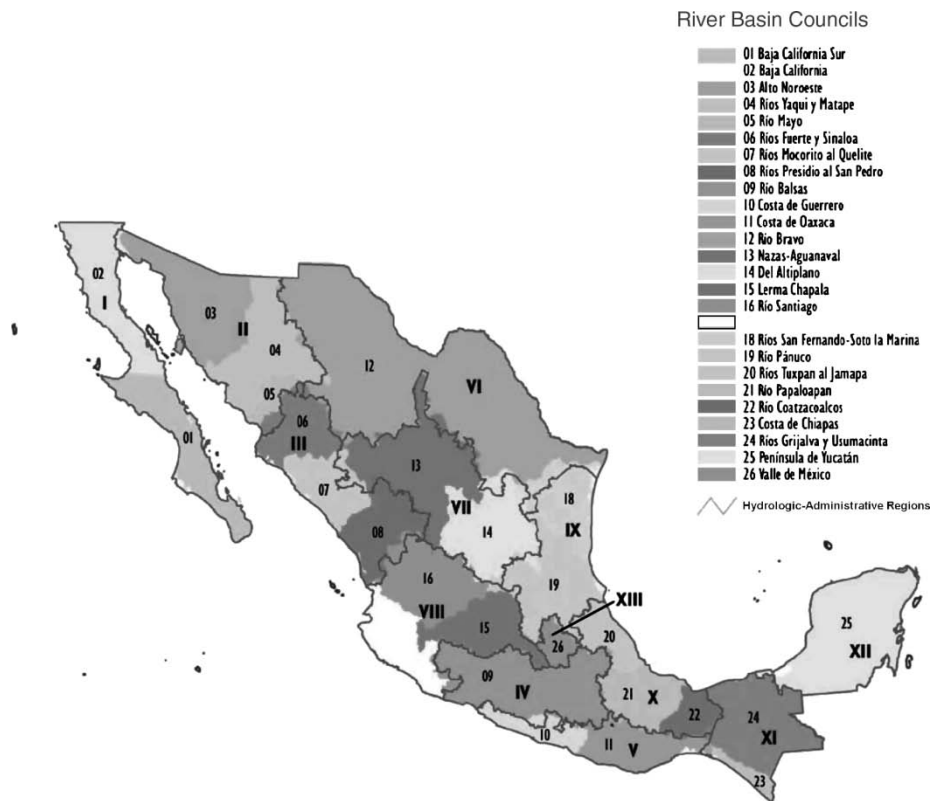 River Basin Councils
01 Baja California Sur
02 Baja California
03 Alto Noroeste
04 Ríos Yaqui y Matape
05 Río Mayo
06 Ríos Fuerte y Sinaloa
07 Ríos Mocorito al Quelite
08 Ríos Presidio al San Pedro
09 Río Balsas
10 Costa de Guerrero
11 Costa de Oaxaca
12 Río Bravo
13 Nazas-Aguanaval
14 Del Altiplano
15 Lerma Chapala
16 Río Santiago
18 Ríos San Fernando-Soto la Marina
19 Río Pánuco
20 Ríos Tuxpan al Jamapa
21 Río Papaloapan
22 Río Coatzacoalcos
23 Costa de Chiapas
24 Ríos Grijalva y Usumacinta
25 Península de Yucatán
26 Valle de México
Hydrologic-Administrative Regions
02
I
03
II
04
12
05
VI
06
III
01
13
07
18
VII
08
14
IX
16
19
XIII
VIII
15
26
20
25
XII
09
IV
21
X
22
24
10
11
V
XI
23